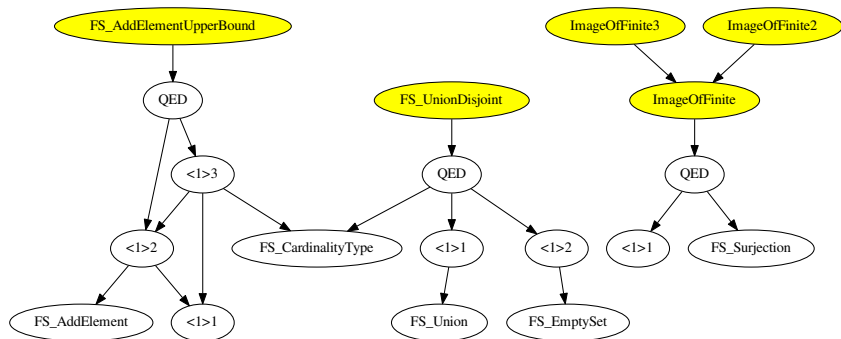 FS_AddElementUpperBound
ImageOfFinite3
ImageOfFinite2
QED
FS_UnionDisjoint
ImageOfFinite
<1>3
QED
QED
<1>2
FS_CardinalityType
<1>1
<1>2
<1>1
FS_Surjection
FS_AddElement
<1>1
FS_Union
FS_EmptySet